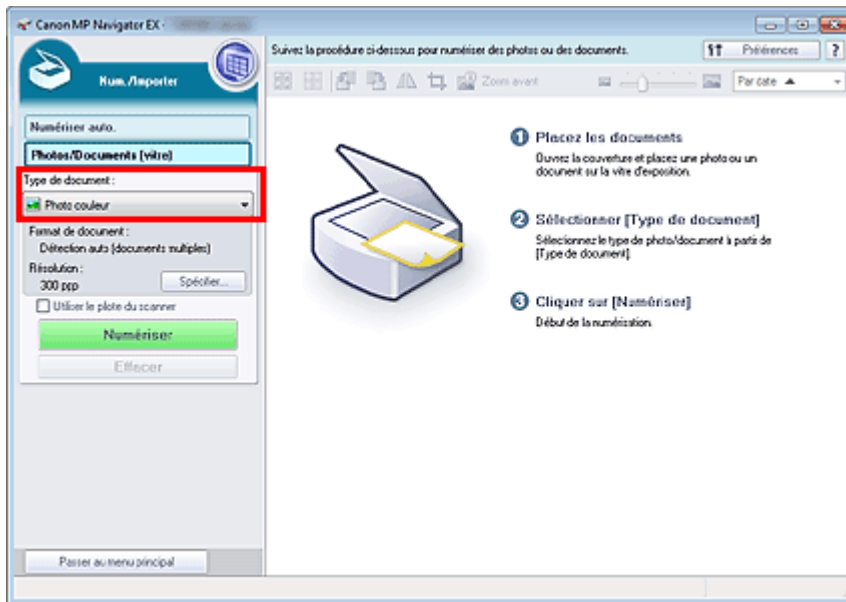 Canon MP Navigator EX -
Num./Importer
Suivez la procédure ci-dessous pour numériser des photos ou des documents.
Préférences
?
Zoom avant
Par date
Numériser auto.
Photos/Documents (vitre)
Type de document :
Photo couleur
Format de document :
Détection auto (documents multiples)
Résolution :
300 ppp
Spécifier...
Utiliser le pilote du scanner
Numériser
Effacer
1 Placez les documents
Ouvrez la couverture et placez une photo ou un
document sur la vitre d'exposition.
2 Sélectionner [Type de document]
Sélectionnez le type de photo/document à partir de
[Type de document].
3 Cliquer sur [Numériser]
Début de la numérisation.
Passer au menu principal